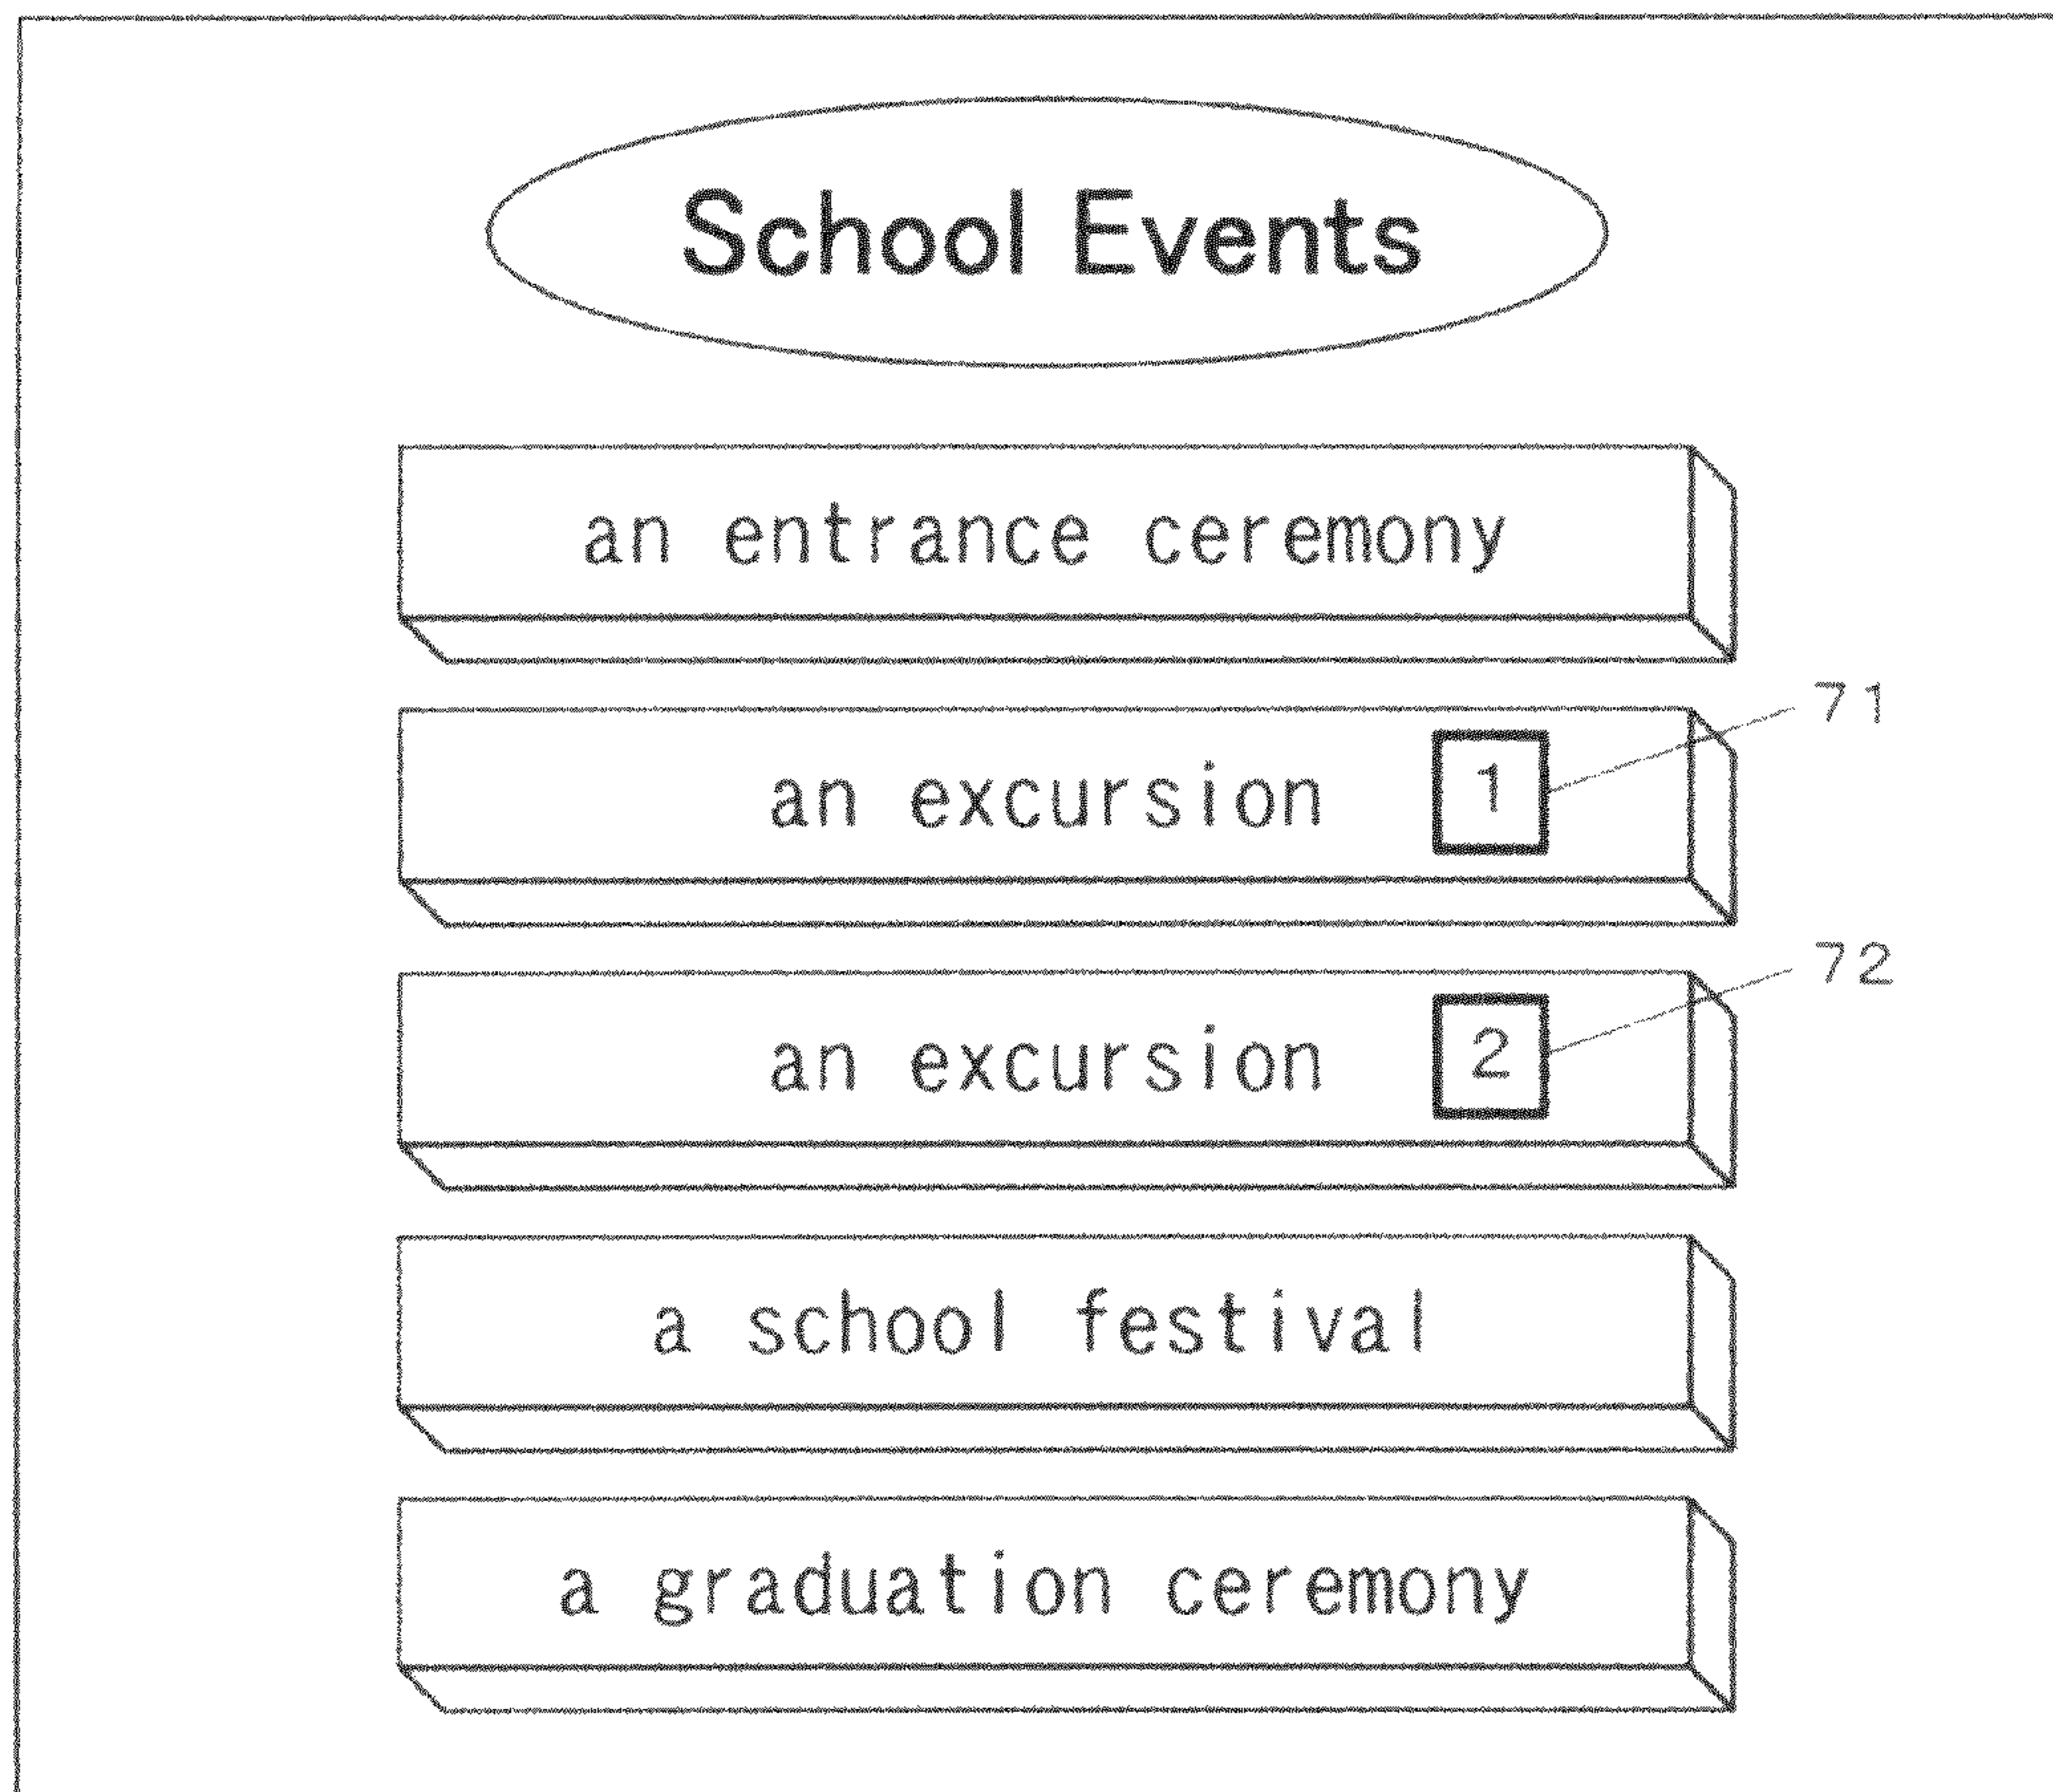 School Events
an entrance ceremony
71
an excursion 1
72
an excursion 2
a school festival
a graduation ceremony